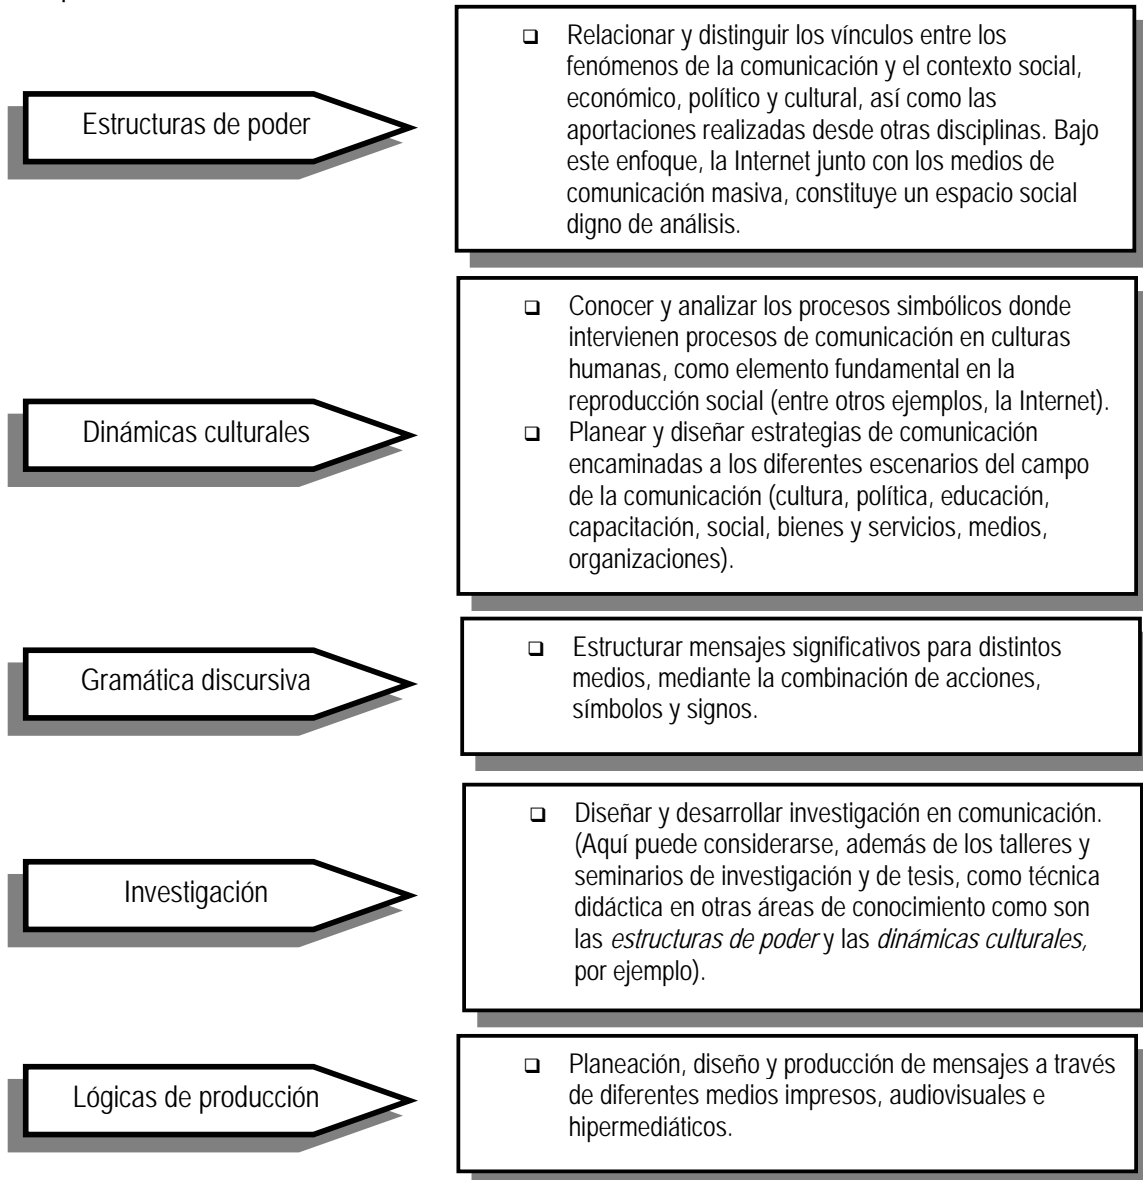 Estructuras de poder
❑ Relacionar y distinguir los vínculos entre los
fenómenos de la comunicación y el contexto social,
económico, político y cultural, así como las
aportaciones realizadas desde otras disciplinas. Bajo
este enfoque, la Internet junto con los medios de
comunicación masiva, constituye un espacio social
digno de análisis.
Dinámicas culturales
❑ Conocer y analizar los procesos simbólicos donde
intervienen procesos de comunicación en culturas
humanas, como elemento fundamental en la
reproducción social (entre otros ejemplos, la Internet).
❑ Planear y diseñar estrategias de comunicación
encaminadas a los diferentes escenarios del campo
de la comunicación (cultura, política, educación,
capacitación, social, bienes y servicios, medios,
organizaciones).
Gramática discursiva
❑ Estructurar mensajes significativos para distintos
medios, mediante la combinación de acciones,
símbolos y signos.
Investigación
❑ Diseñar y desarrollar investigación en comunicación.
(Aquí puede considerarse, además de los talleres y
seminarios de investigación y de tesis, como técnica
didáctica en otras áreas de conocimiento como son
las estructuras de poder y las dinámicas culturales,
por ejemplo).
Lógicas de producción
❑ Planeación, diseño y producción de mensajes a través
de diferentes medios impresos, audiovisuales e
hipermediáticos.